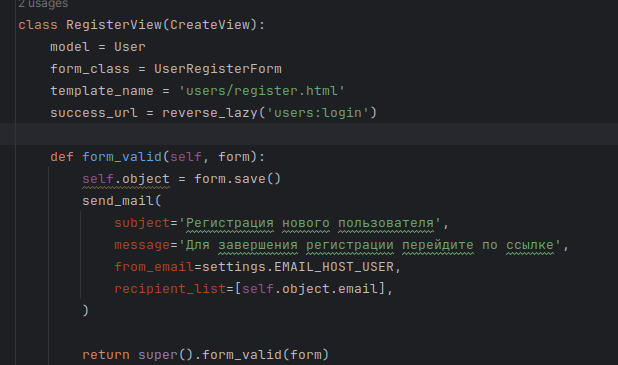 2 usages
class RegisterView(CreateView):
    model = User
    form_class = UserRegisterForm
    template_name = 'users/register.html'
    success_url = reverse_lazy('users:login')
    def form_valid(self, form):
        self.object = form.save()
        send_mail(
            subject='Регистрация нового пользователя',
            message='Для завершения регистрации перейдите по ссылке',
            from_email=settings.EMAIL_HOST_USER,
            recipient_list=[self.object.email],
        )
        return super().form_valid(form)